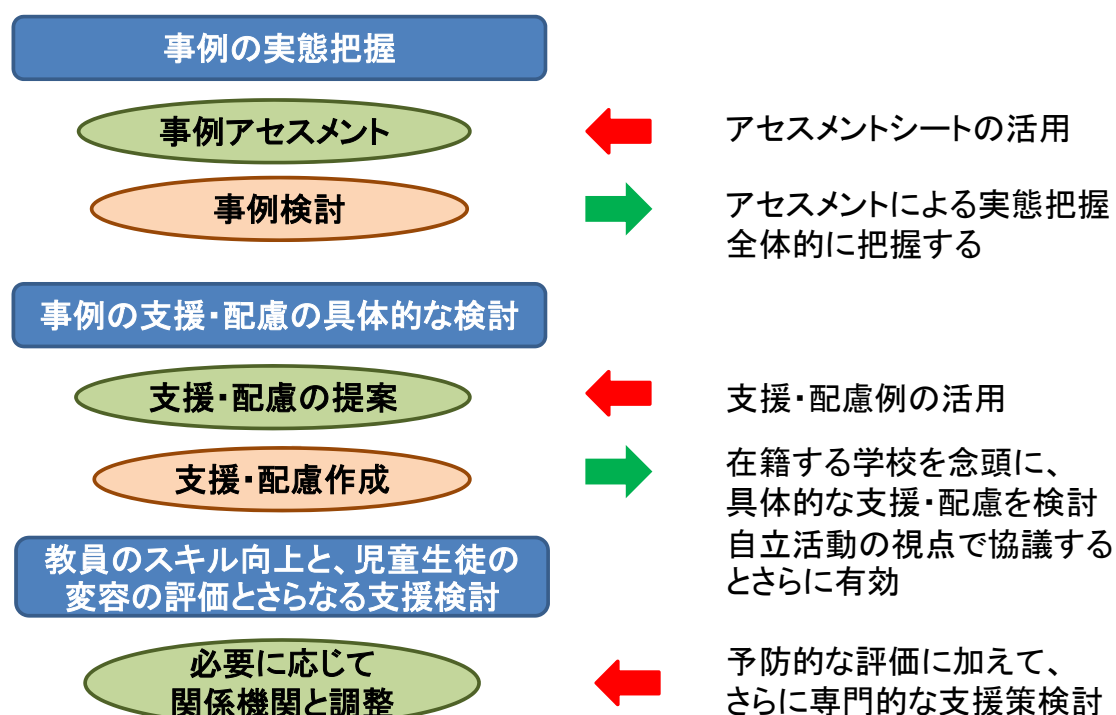 事例の実態把握
事例アセスメント
アセスメントシートの活用
事例検討
アセスメントによる実態把握
全体的に把握する
事例の支援・配慮の具体的な検討
支援・配慮の提案
支援・配慮例の活用
支援・配慮作成
在籍する学校を念頭に、
具体的な支援・配慮を検討
自立活動の視点で協議する
とさらに有効
教員のスキル向上と、児童生徒の
変容の評価とさらなる支援検討
必要に応じて
関係機関と調整
予防的な評価に加えて、
さらに専門的な支援策検討